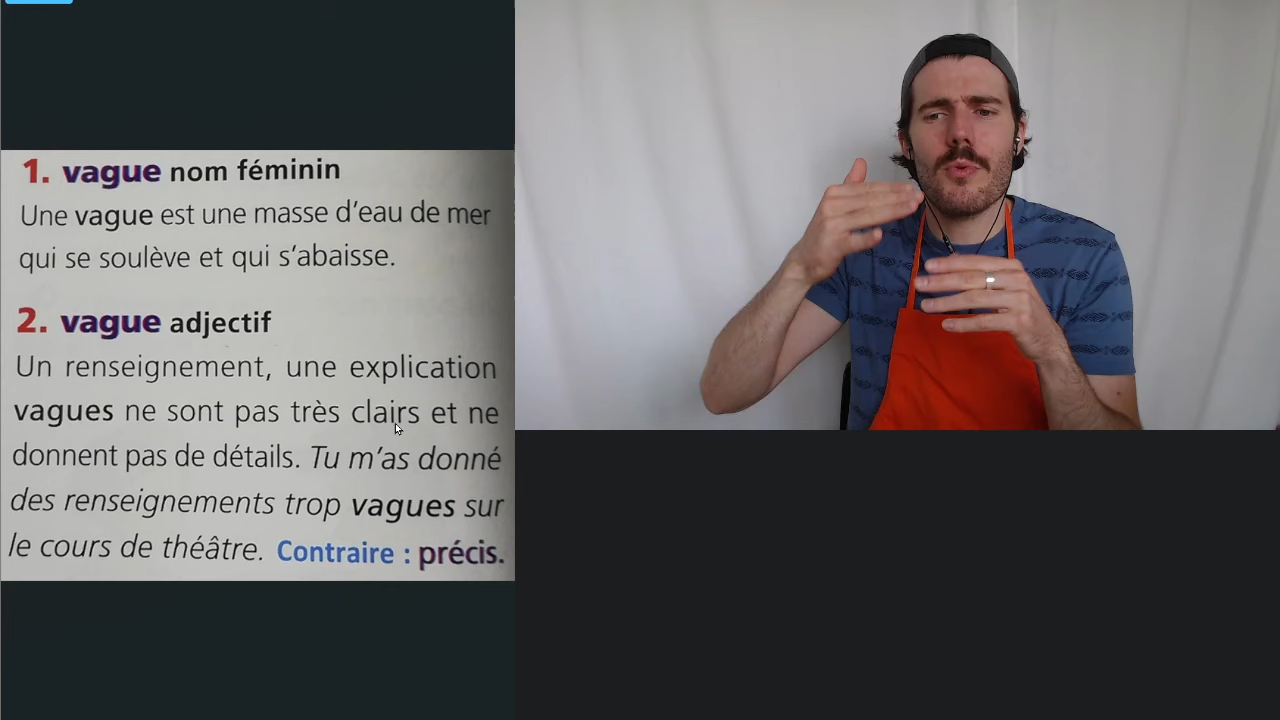 1. vague nom féminin
Une vague est une masse d'eau de mer
qui se soulève et qui s'abaisse.
2. vague adjectif
Un renseignement, une explication
vagues ne sont pas très clairs et ne
donnent pas de détails. Tu m'as donné
des renseignements trop vagues sur
le cours de théâtre. Contraire : précis.